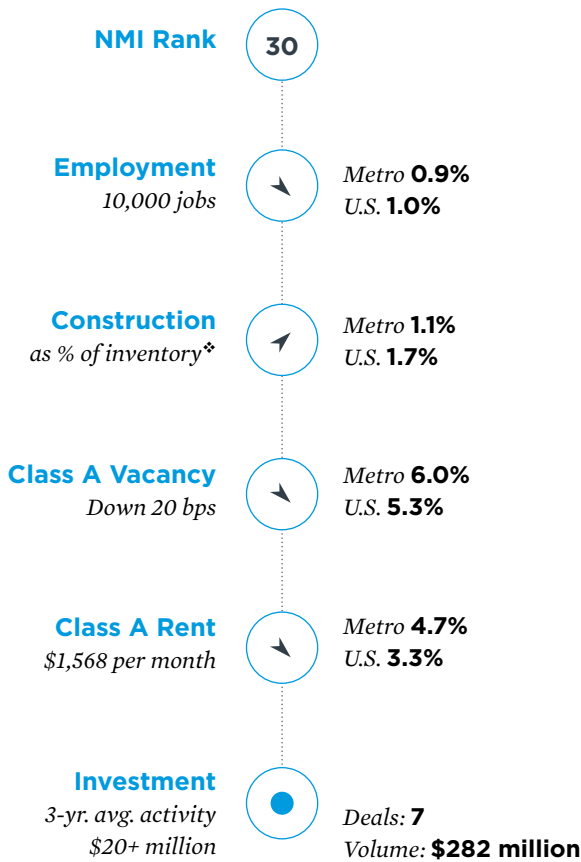 NMI Rank
30
Employment
10,000 jobs
Metro 0.9%
U.S. 1.0%
Construction
as % of inventory❖
Metro 1.1%
U.S. 1.7%
Class A Vacancy
Down 20 bps
Metro 6.0%
U.S. 5.3%
Class A Rent
$1,568 per month
Metro 4.7%
U.S. 3.3%
Investment
3-yr. avg. activity
$20+ million
Deals: 7
Volume: $282 million